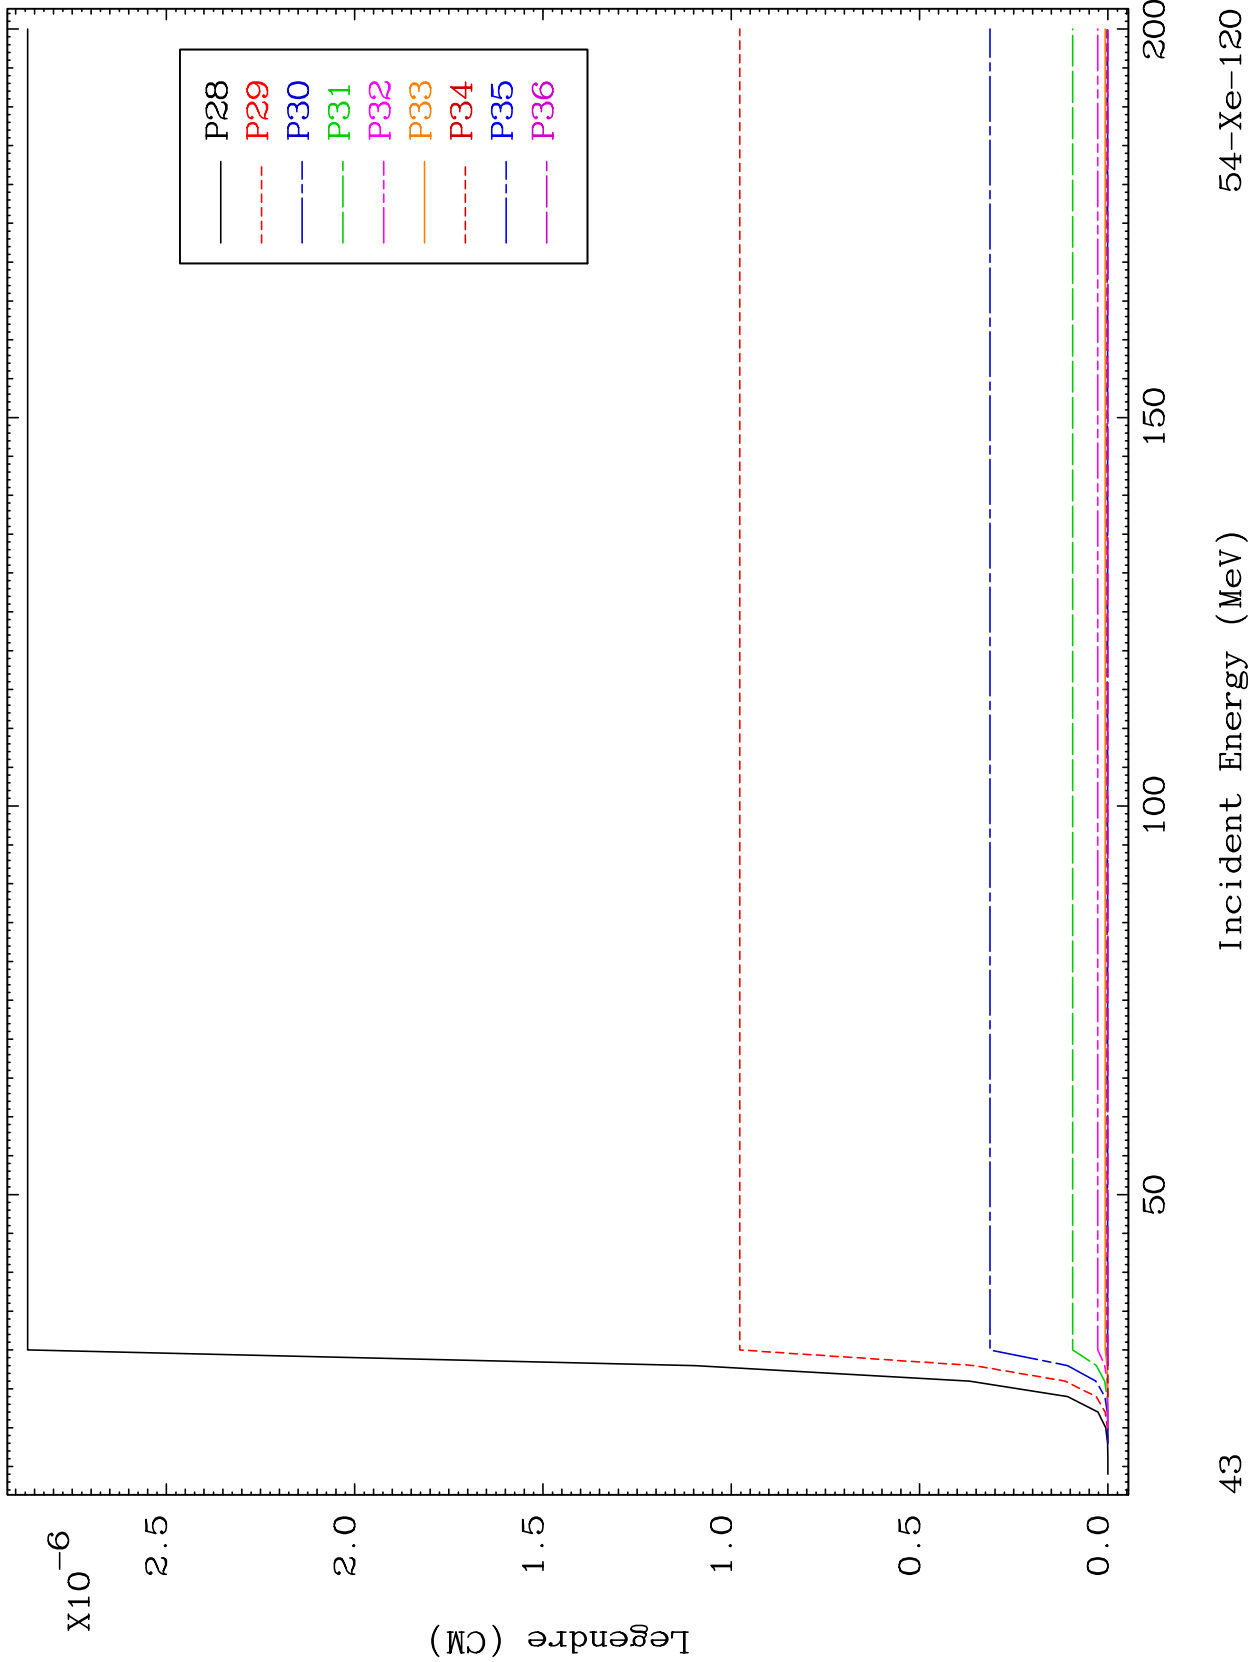 X10-6
2.5
2.0
1.5
1.0
0.5
0.0
Legendre (CM)
P28
P29
P30
P31
P32
P33
P34
P35
P36
50
100
150
200
Incident Energy (MeV)
43
54-Xe-120